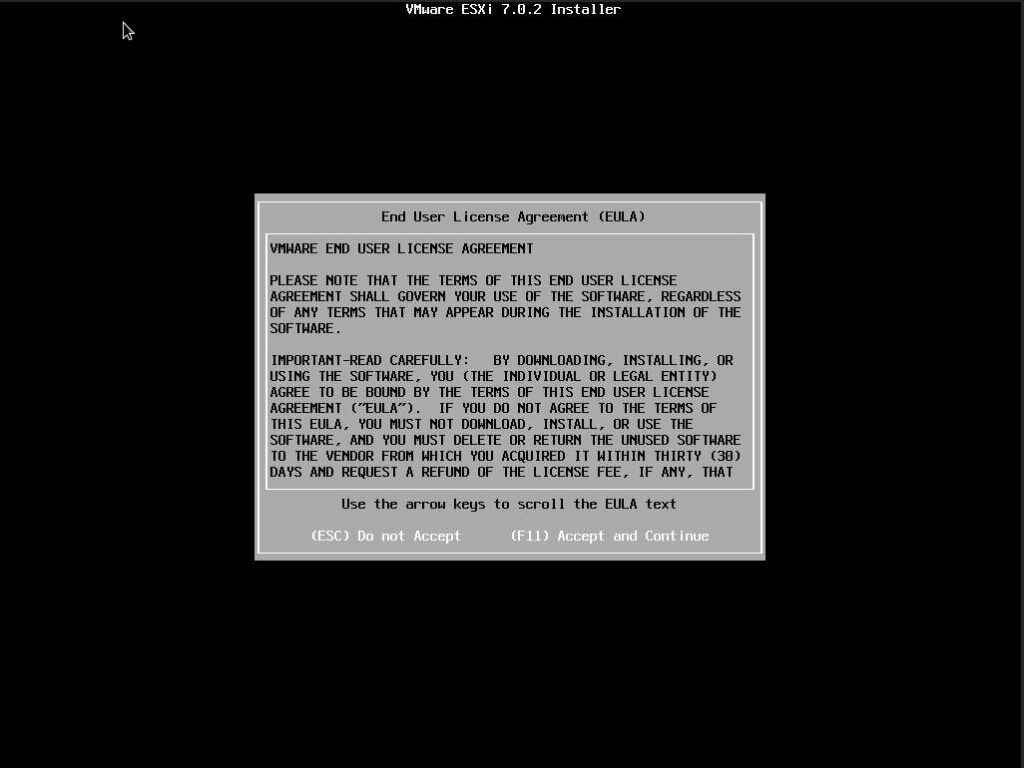 VMware ESXi 7.0.2 Installer
End User License Agreement (EULA)
VMWARE END USER LICENSE AGREEMENT
PLEASE NOTE THAT THE TERMS OF THIS END USER LICENSE
AGREEMENT SHALL GOVERN YOUR USE OF THE SOFTWARE, REGARDLESS
OF ANY TERMS THAT MAY APPEAR DURING THE INSTALLATION OF THE
SOFTWARE.
IMPORTANT-READ CAREFULLY:   BY DOWNLOADING, INSTALLING, OR
USING THE SOFTWARE, YOU (THE INDIVIDUAL OR LEGAL ENTITY)
AGREE TO BE BOUND BY THE TERMS OF THIS END USER LICENSE
AGREEMENT ("EULA").  IF YOU DO NOT AGREE TO THE TERMS OF
THIS EULA, YOU MUST NOT DOWNLOAD, INSTALL, OR USE THE
SOFTWARE, AND YOU MUST DELETE OR RETURN THE UNUSED SOFTWARE
TO THE VENDOR FROM WHICH YOU ACQUIRED IT WITHIN THIRTY (30)
DAYS AND REQUEST A REFUND OF THE LICENSE FEE, IF ANY, THAT
Use the arrow keys to scroll the EULA text
(ESC) Do not Accept      (F11) Accept and Continue